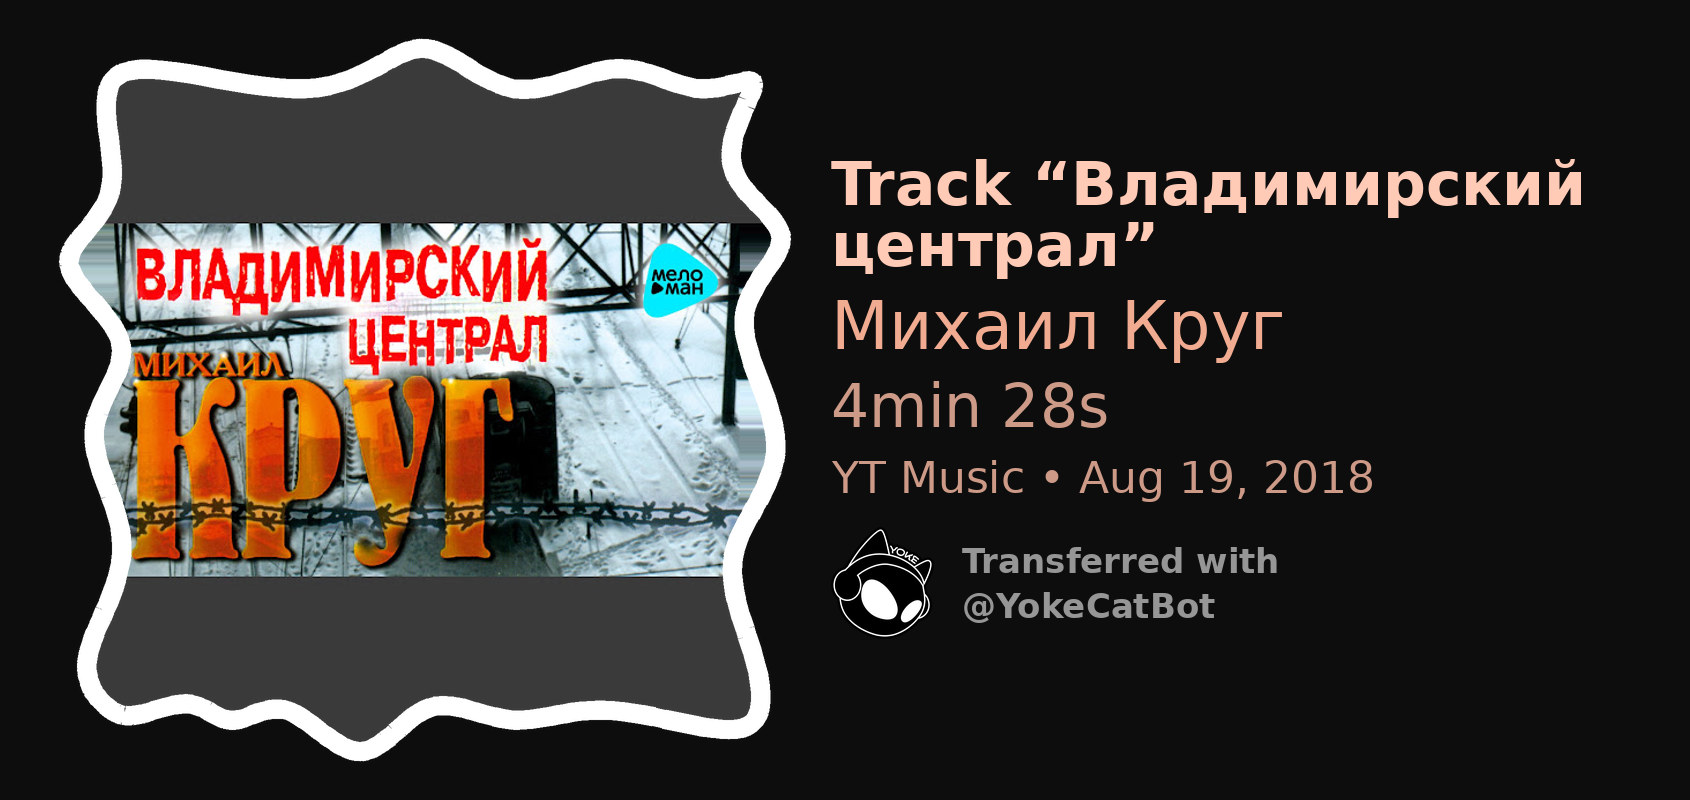 ВЛАДИМИРСКИЙ
ЦЕНТРАЛ
мело
ман
МИХАИЛ
КРУГ
Track “Владимирский
централ”
Михаил Круг
4min 28s
YT Music • Aug 19, 2018
YOKE
Transferred with
@YokeCatBot